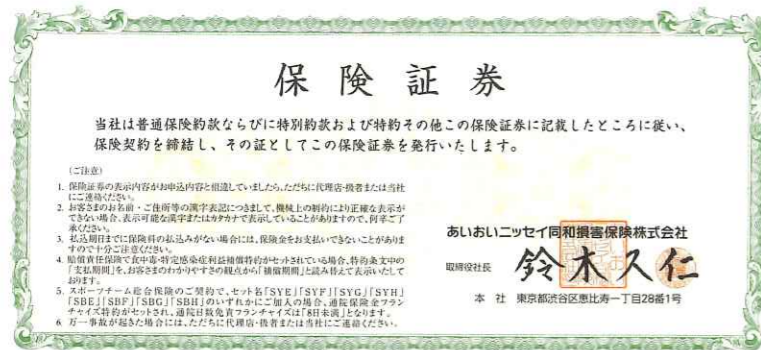 保険証券
当社は普通保険約款ならびに特別約款および特約その他この保険証券に記載したところに従い、
保険契約を締結し、その証としてこの保険証券を発行いたします。
(ご注意)
1. 保険証券の表示内容がお申込内容と相違していましたら、ただちに代理店・扱者または当社
にご連絡ください。
2. お客さまのお名前・ご住所等の漢字表記につきまして、機械上の制約により正確な表示が
できない場合、表示可能な漢字またはカタカナで表示していることがありますので、何卒ご了
承ください。
3. 払込期日までに保険料の払込みがない場合には、保険金をお支払いできないことがありま
すので十分ご注意ください。
4. 賠償責任保険で食中毒・特定感染症利益補償特約がセットされている場合、特約条文中の
「支払期間」を、お客さまのわかりやすさの観点から「補償期間」と読み替えて表示いたして
おります。
5. スポーツチーム総合保険のご契約で、セット名「SYE」「SYF」「SYG」「SYH」
「SBE」「SBF」「SBG」「SBH」のいずれかにご加入の場合、通院保険金フラン
チャイズ特約がセットされ、通院日数免責フランチャイズは「8日未満」となります。
6. 万一事故が起きた場合には、ただちに代理店・扱者または当社にご連絡ください。
あいおいニッセイ同和損害保険株式会社
取締役社長 鈴木久仁
本社 東京都渋谷区恵比寿一丁目28番1号